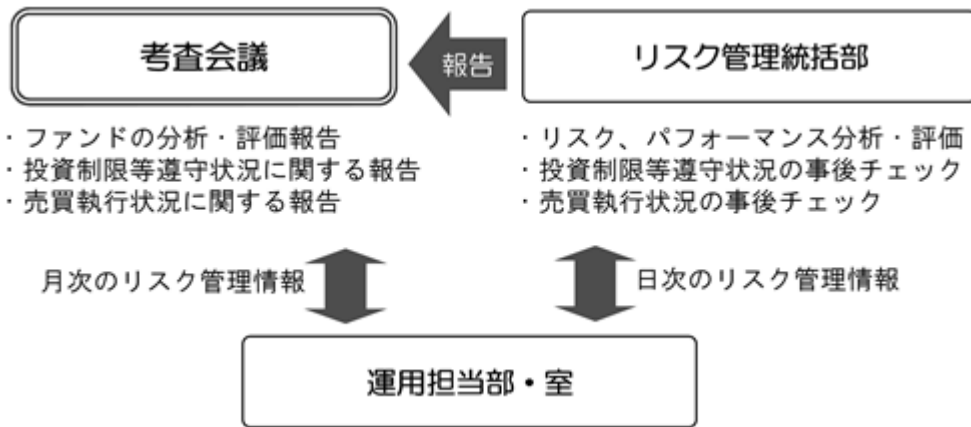 考査会議
報告
リスク管理統括部
・ファンドの分析・評価報告
・投資制限等遵守状況に関する報告
・売買執行状況に関する報告
・リスク、パフォーマンス分析・評価
・投資制限等遵守状況の事後チェック
・売買執行状況の事後チェック
月次のリスク管理情報
日次のリスク管理情報
運用担当部・室